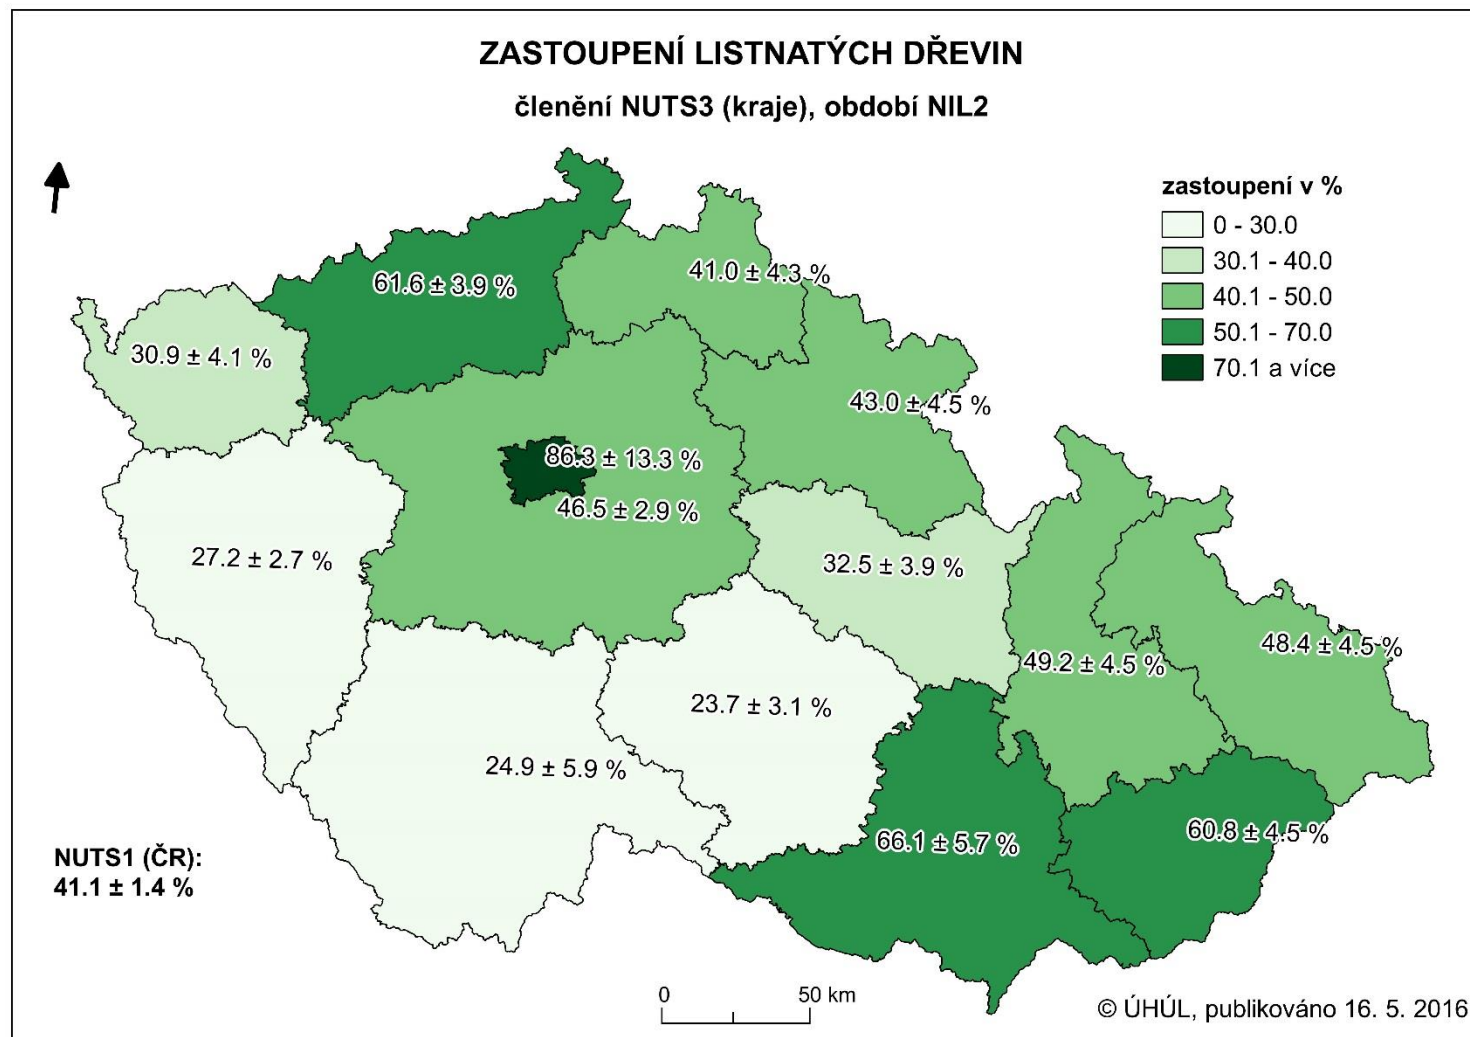 ZASTOUPENÍ LISTNATÝCH DŘEVIN
členění NUTS3 (kraje), období NIL2
zastoupení v %
0 - 30.0
30.1 - 40.0
40.1 - 50.0
50.1 - 70.0
70.1 a více
61.6 ± 3.9 %
41.0 ± 4.3 %
30.9 ± 4.1 %
43.0 ± 4.5 %
86.3 ± 13.3 %
46.5 ± 2.9 %
27.2 ± 2.7 %
32.5 ± 3.9 %
48.4 ± 4.5 %
49.2 ± 4.5 %
23.7 ± 3.1 %
24.9 ± 5.9 %
66.1 ± 5.7 %
60.8 ± 4.5 %
NUTS1 (ČR):
41.1 ± 1.4 %
0 50 km
© ÚHÚL, publikováno 16. 5. 2016